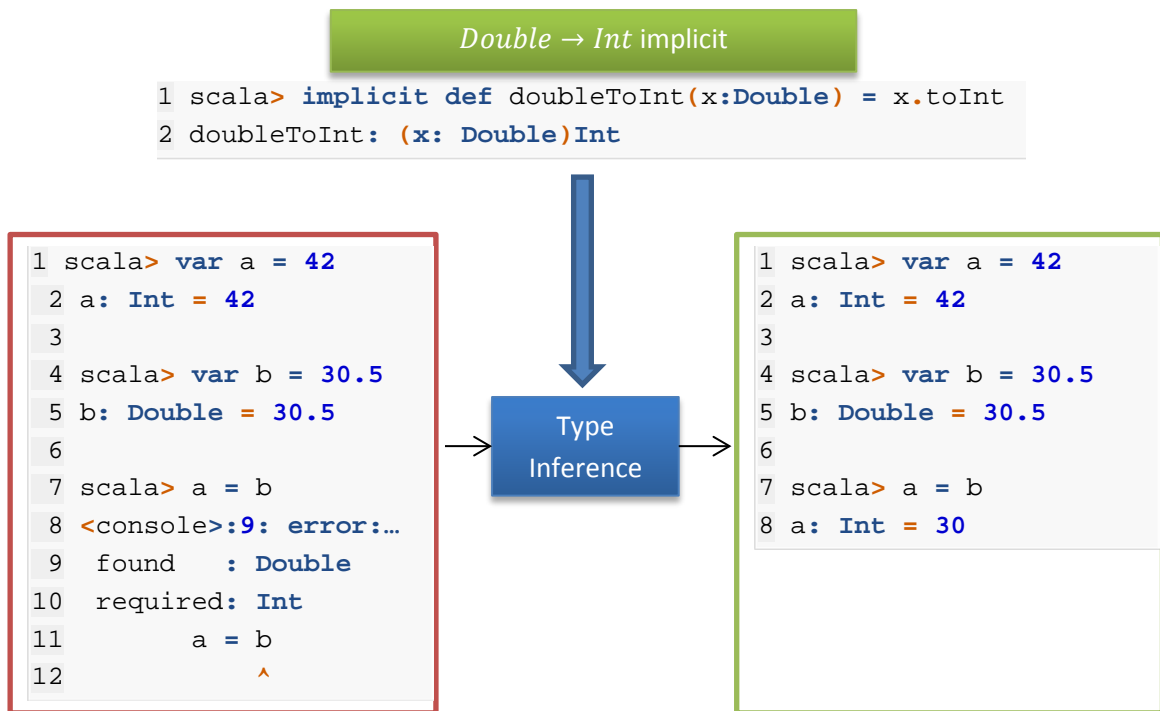 Double → Int implicit
1 scala> implicit def doubleToInt(x:Double) = x.toInt
2 doubleToInt: (x: Double)Int
1 scala> var a = 42
2 a: Int = 42
3
4 scala> var b = 30.5
5 b: Double = 30.5
6
7 scala> a = b
8 <console>:9: error:…
9  found   : Double
10  required: Int
11        a = b
12            ^
Type
Inference
1 scala> var a = 42
2 a: Int = 42
3
4 scala> var b = 30.5
5 b: Double = 30.5
6
7 scala> a = b
8 a: Int = 30